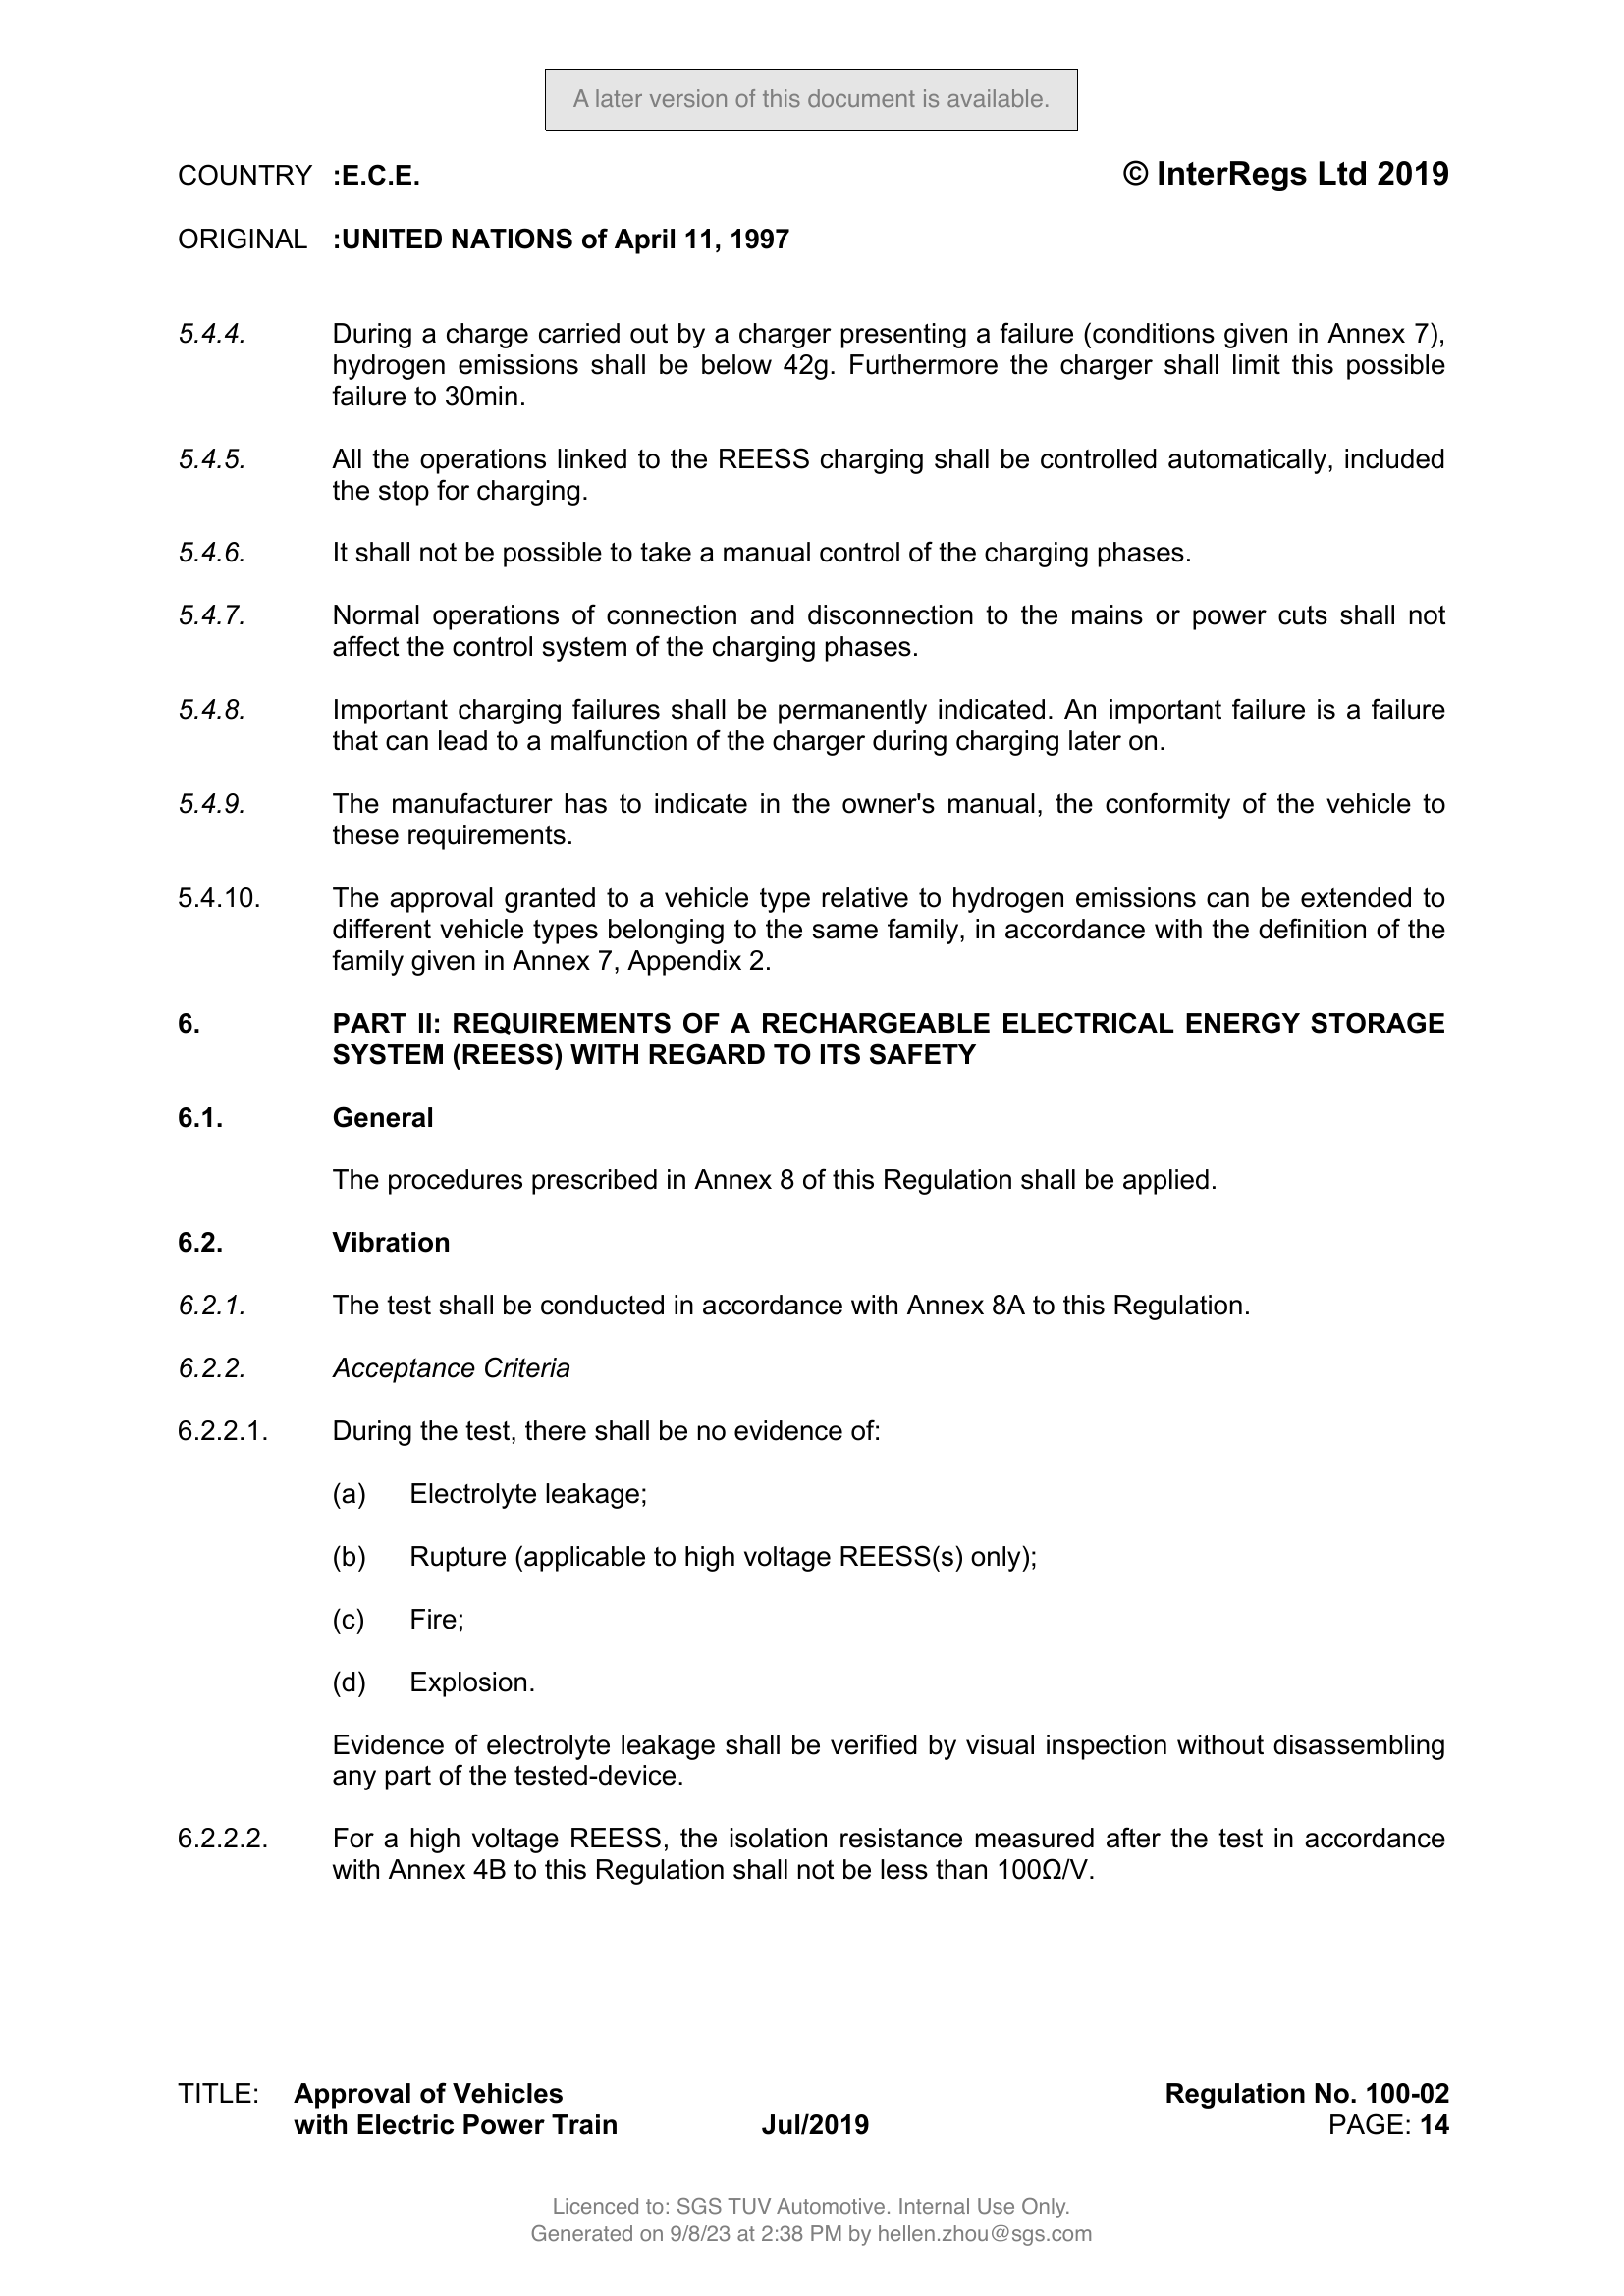 A later version of this document is available.
COUNTRY :E.C.E. © InterRegs Ltd 2019
ORIGINAL :UNITED NATIONS of April 11, 1997
5.4.4. During a charge carried out by a charger presenting a failure (conditions given in Annex 7),
hydrogen emissions shall be below 42g. Furthermore the charger shall limit this possible
failure to 30min.
5.4.5. All the operations linked to the REESS charging shall be controlled automatically, included
the stop for charging.
5.4.6. It shall not be possible to take a manual control of the charging phases.
5.4.7. Normal operations of connection and disconnection to the mains or power cuts shall not
affect the control system of the charging phases.
5.4.8. Important charging failures shall be permanently indicated. An important failure is a failure
that can lead to a malfunction of the charger during charging later on.
5.4.9. The manufacturer has to indicate in the owner's manual, the conformity of the vehicle to
these requirements.
5.4.10. The approval granted to a vehicle type relative to hydrogen emissions can be extended to
different vehicle types belonging to the same family, in accordance with the definition of the
family given in Annex 7, Appendix 2.
6. PART II: REQUIREMENTS OF A RECHARGEABLE ELECTRICAL ENERGY STORAGE
SYSTEM (REESS) WITH REGARD TO ITS SAFETY
6.1. General
The procedures prescribed in Annex 8 of this Regulation shall be applied.
6.2. Vibration
6.2.1. The test shall be conducted in accordance with Annex 8A to this Regulation.
6.2.2. Acceptance Criteria
6.2.2.1. During the test, there shall be no evidence of:
(a) Electrolyte leakage;
(b) Rupture (applicable to high voltage REESS(s) only);
(c) Fire;
(d) Explosion.
Evidence of electrolyte leakage shall be verified by visual inspection without disassembling
any part of the tested-device.
6.2.2.2. For a high voltage REESS, the isolation resistance measured after the test in accordance
with Annex 4B to this Regulation shall not be less than 100Ω/V.
TITLE: Approval of Vehicles Regulation No. 100-02
with Electric Power Train Jul/2019 PAGE: 14
Licenced to: SGS TUV Automotive. Internal Use Only.
Generated on 9/8/23 at 2:38 PM by hellen.zhou@sgs.com